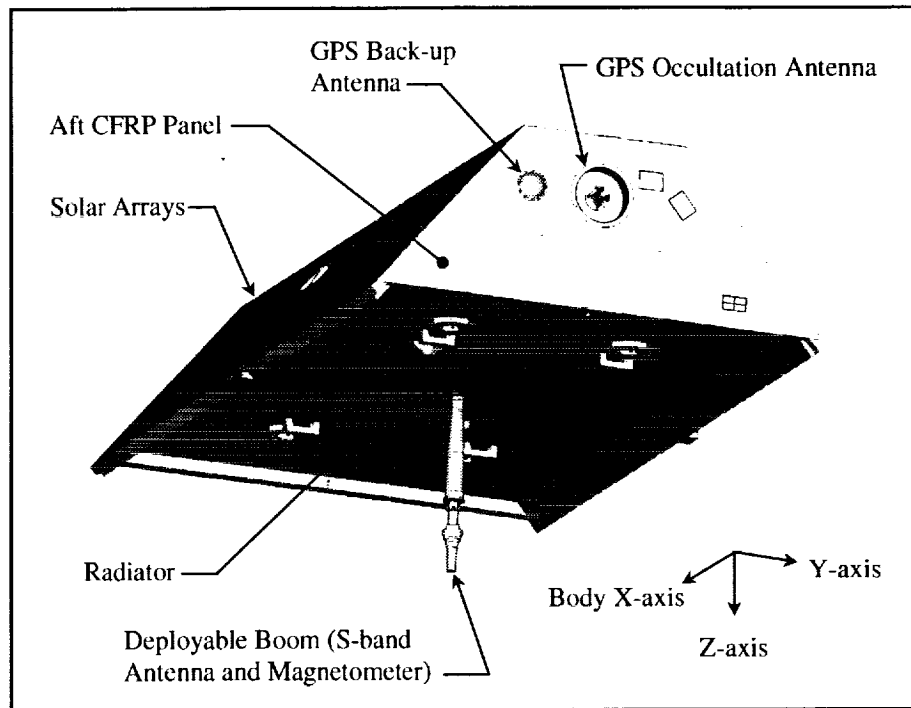 GPS Back-up
Antenna
GPS Occultation Antenna
Aft CFRP Panel
Solar Arrays
Radiator
Body X-axis
Y-axis
Z-axis
Deployable Boom (S-band
Antenna and Magnetometer)